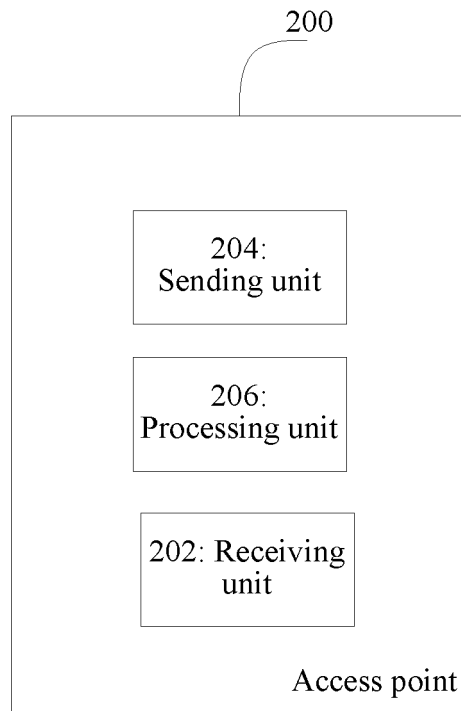 200
204:
Sending unit
206:
Processing unit
202: Receiving
unit
Access point